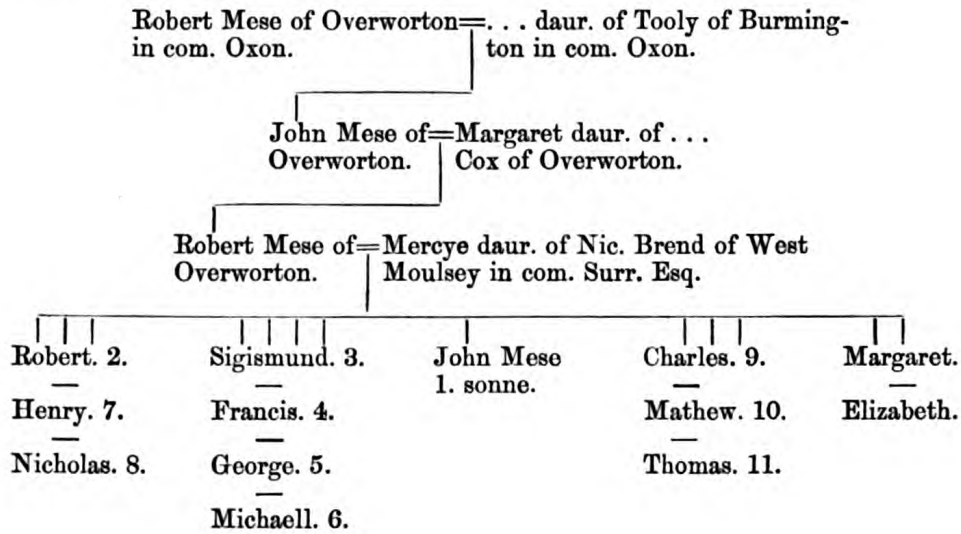 Robert Mese of Overworton=. . . daur. of Tooly of Burming-
in com. Oxon. ton in com. Oxon.
John Mese of=Margaret daur. of . . .
Overworton. Cox of Overworton.
Robert Mese of=Mercye daur. of Nic. Brend of West
Overworton. Moulsey in com. Surr. Esq.
Robert. 2. Sigismund. 3. John Mese Charles. 9. Margaret.
1. sonne.
Henry. 7. Francis. 4. Mathew. 10. Elizabeth.
Nicholas. 8. George. 5. Thomas. 11.
Michaell. 6.